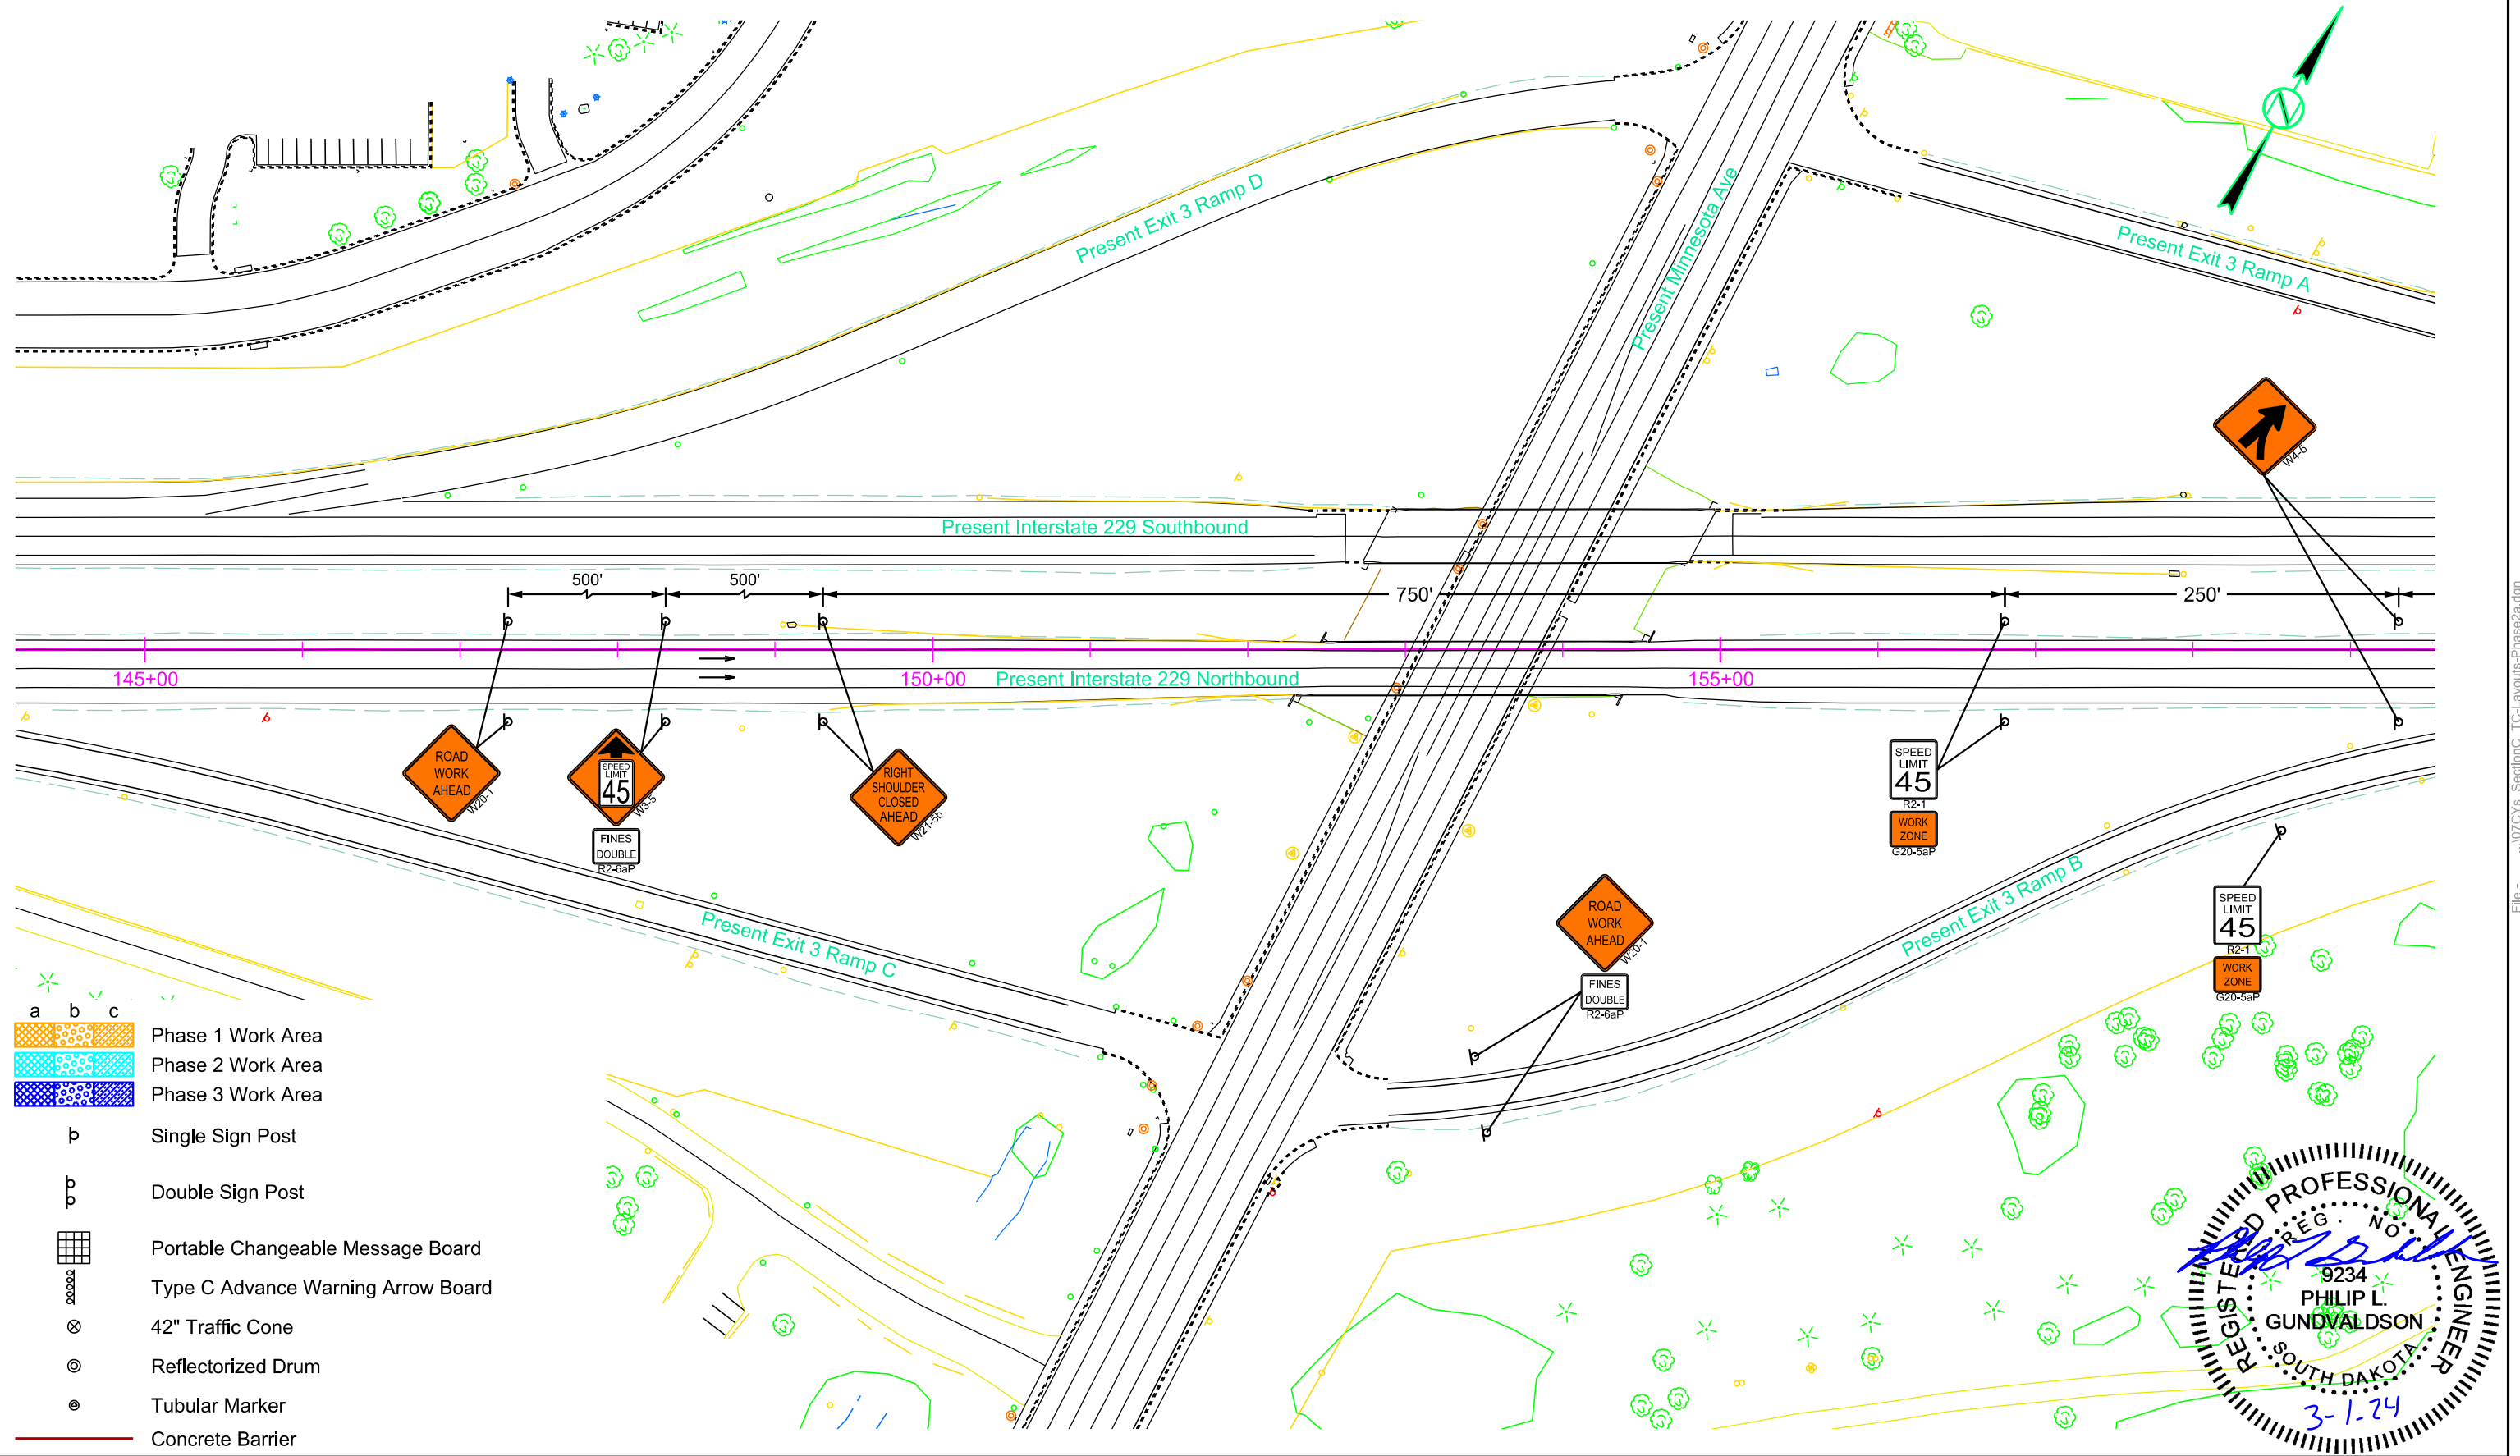 Present Exit 3 Ramp D
Present Minnesota Ave
Present Exit 3 Ramp A
W4-5
Present Interstate 229 Southbound
500'
500'
750'
250'
145+00
150+00
Present Interstate 229 Northbound
155+00
ROAD
WORK
AHEAD
W20-1
SPEED
LIMIT
45
W3-5
FINES
DOUBLE
R2-6aP
RIGHT
SHOULDER
CLOSED
AHEAD
W21-5b
SPEED
LIMIT
45
R2-1
WORK
ZONE
G20-5aP
Present Exit 3 Ramp C
ROAD
WORK
AHEAD
W20-1
FINES
DOUBLE
R2-6aP
Present Exit 3 Ramp B
SPEED
LIMIT
45
R2-1
WORK
ZONE
G20-5aP
a b c
Phase 1 Work Area
Phase 2 Work Area
Phase 3 Work Area
Single Sign Post
Double Sign Post
Portable Changeable Message Board
Type C Advance Warning Arrow Board
42" Traffic Cone
Reflectorized Drum
Tubular Marker
Concrete Barrier
REGISTERED PROFESSIONAL ENGINEER
REG. NO.
9234
PHILIP L.
GUNDVALDSON
SOUTH DAKOTA
3-1-24
File - ...\07CYs_SectionC_TC-Layouts-Phase2a.dgn